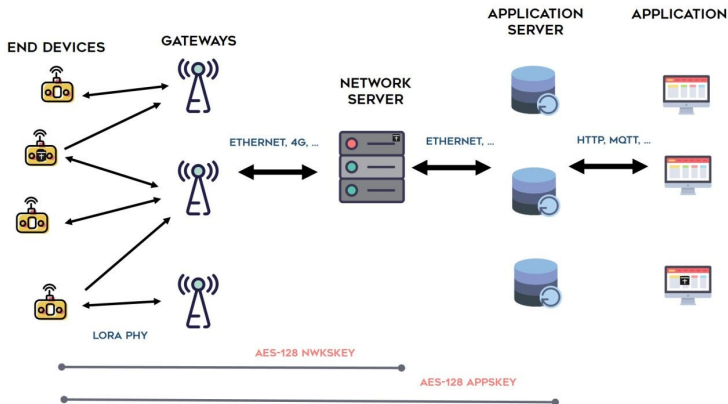 END DEVICES
GATEWAYS
NETWORK
SERVER
APPLICATION
SERVER
APPLICATION
ETHERNET, 4G, ...
ETHERNET, ...
HTTP, MQTT, ...
LORA PHY
AES-128 NWKSKEY
AES-128 APPSKEY